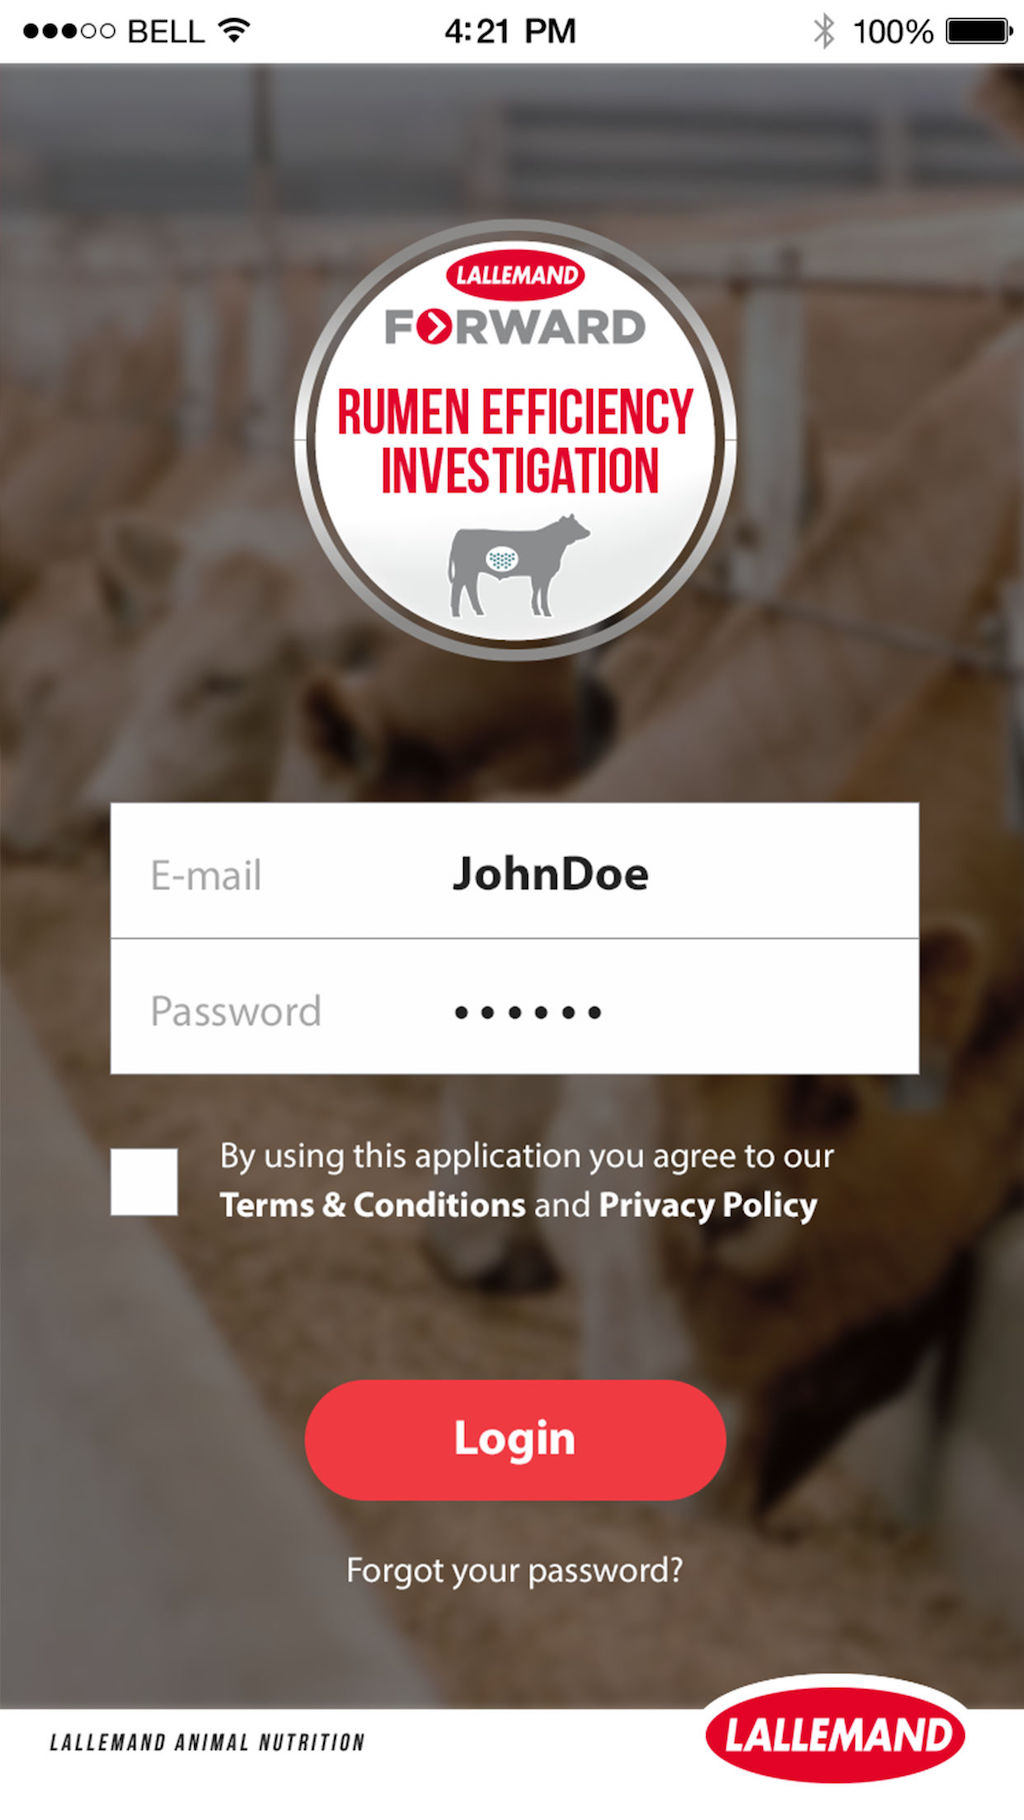 BELL 4:21 PM 100%
LALLEMAND
FORWARD
RUMEN EFFICIENCY
INVESTIGATION
E-mail JohnDoe
Password ••••••
By using this application you agree to our
Terms & Conditions and Privacy Policy
Login
Forgot your password?
LALLEMAND ANIMAL NUTRITION
LALLEMAND